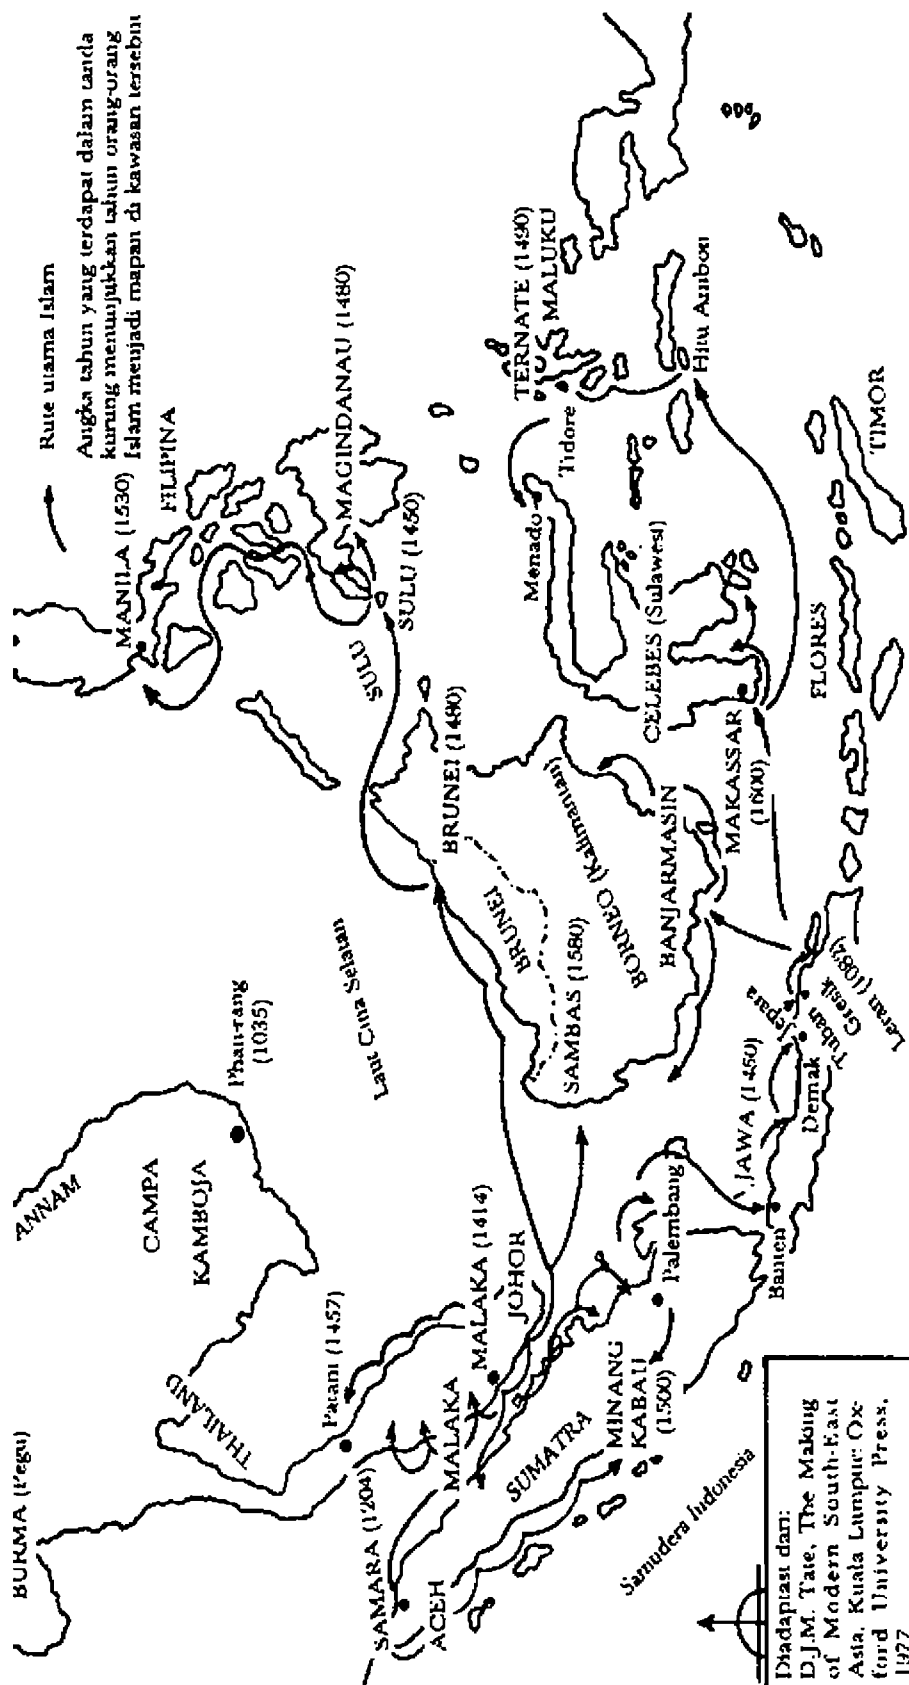 Rute utama Islam
Angka tahun yang terdapat dalam tanda
kurung menunjukkan tahun orang-orang
Islam menjadi mapan di kawasan tersebut
BURMA (Pegu)
ANNAM
CAMPA
KAMBOJA
Phan-rang
(1035)
THAILAND
Patani (1457)
MANILA (1530)
FILIPINA
MAGINDANAU (1480)
SULU
SULU (1450)
Laut Cina Selatan
SAMARA (1204)
ACEH
MALAKA
MALAKA (1414)
JOHOR
SUMATRA
MINANG
KABAU
(1500)
Palembang
Samudera Indonesia
BRUNEI (1480)
BRUNEI
SAMBAS (1580)
BORNEO (Kalimantan)
BANJARMASIN
TERNATE (1490)
MALUKU
Tidore
Menado
CELEBES (Sulawesi)
MAKASSAR
(1600)
Hitu Ambon
FLORES
TIMOR
JAWA (1450)
Banten
Demak
Jepara
Tuban
Gresik
Leran (1082)
Diadaptasi dari:
D.J.M. Tate, The Making
of Modern South-East
Asia, Kuala Lumpur: Ox-
ford University Press,
1977